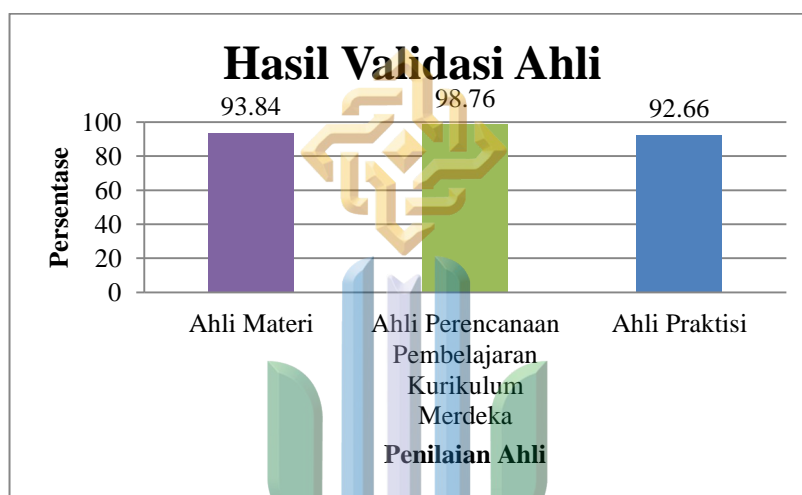 Hasil Validasi Ahli
93.84
98.76
92.66
Persentase
100
80
60
40
20
0
Ahli Materi
Ahli Perencanaan
Pembelajaran
Kurikulum
Merdeka
Ahli Praktisi
Penilaian Ahli